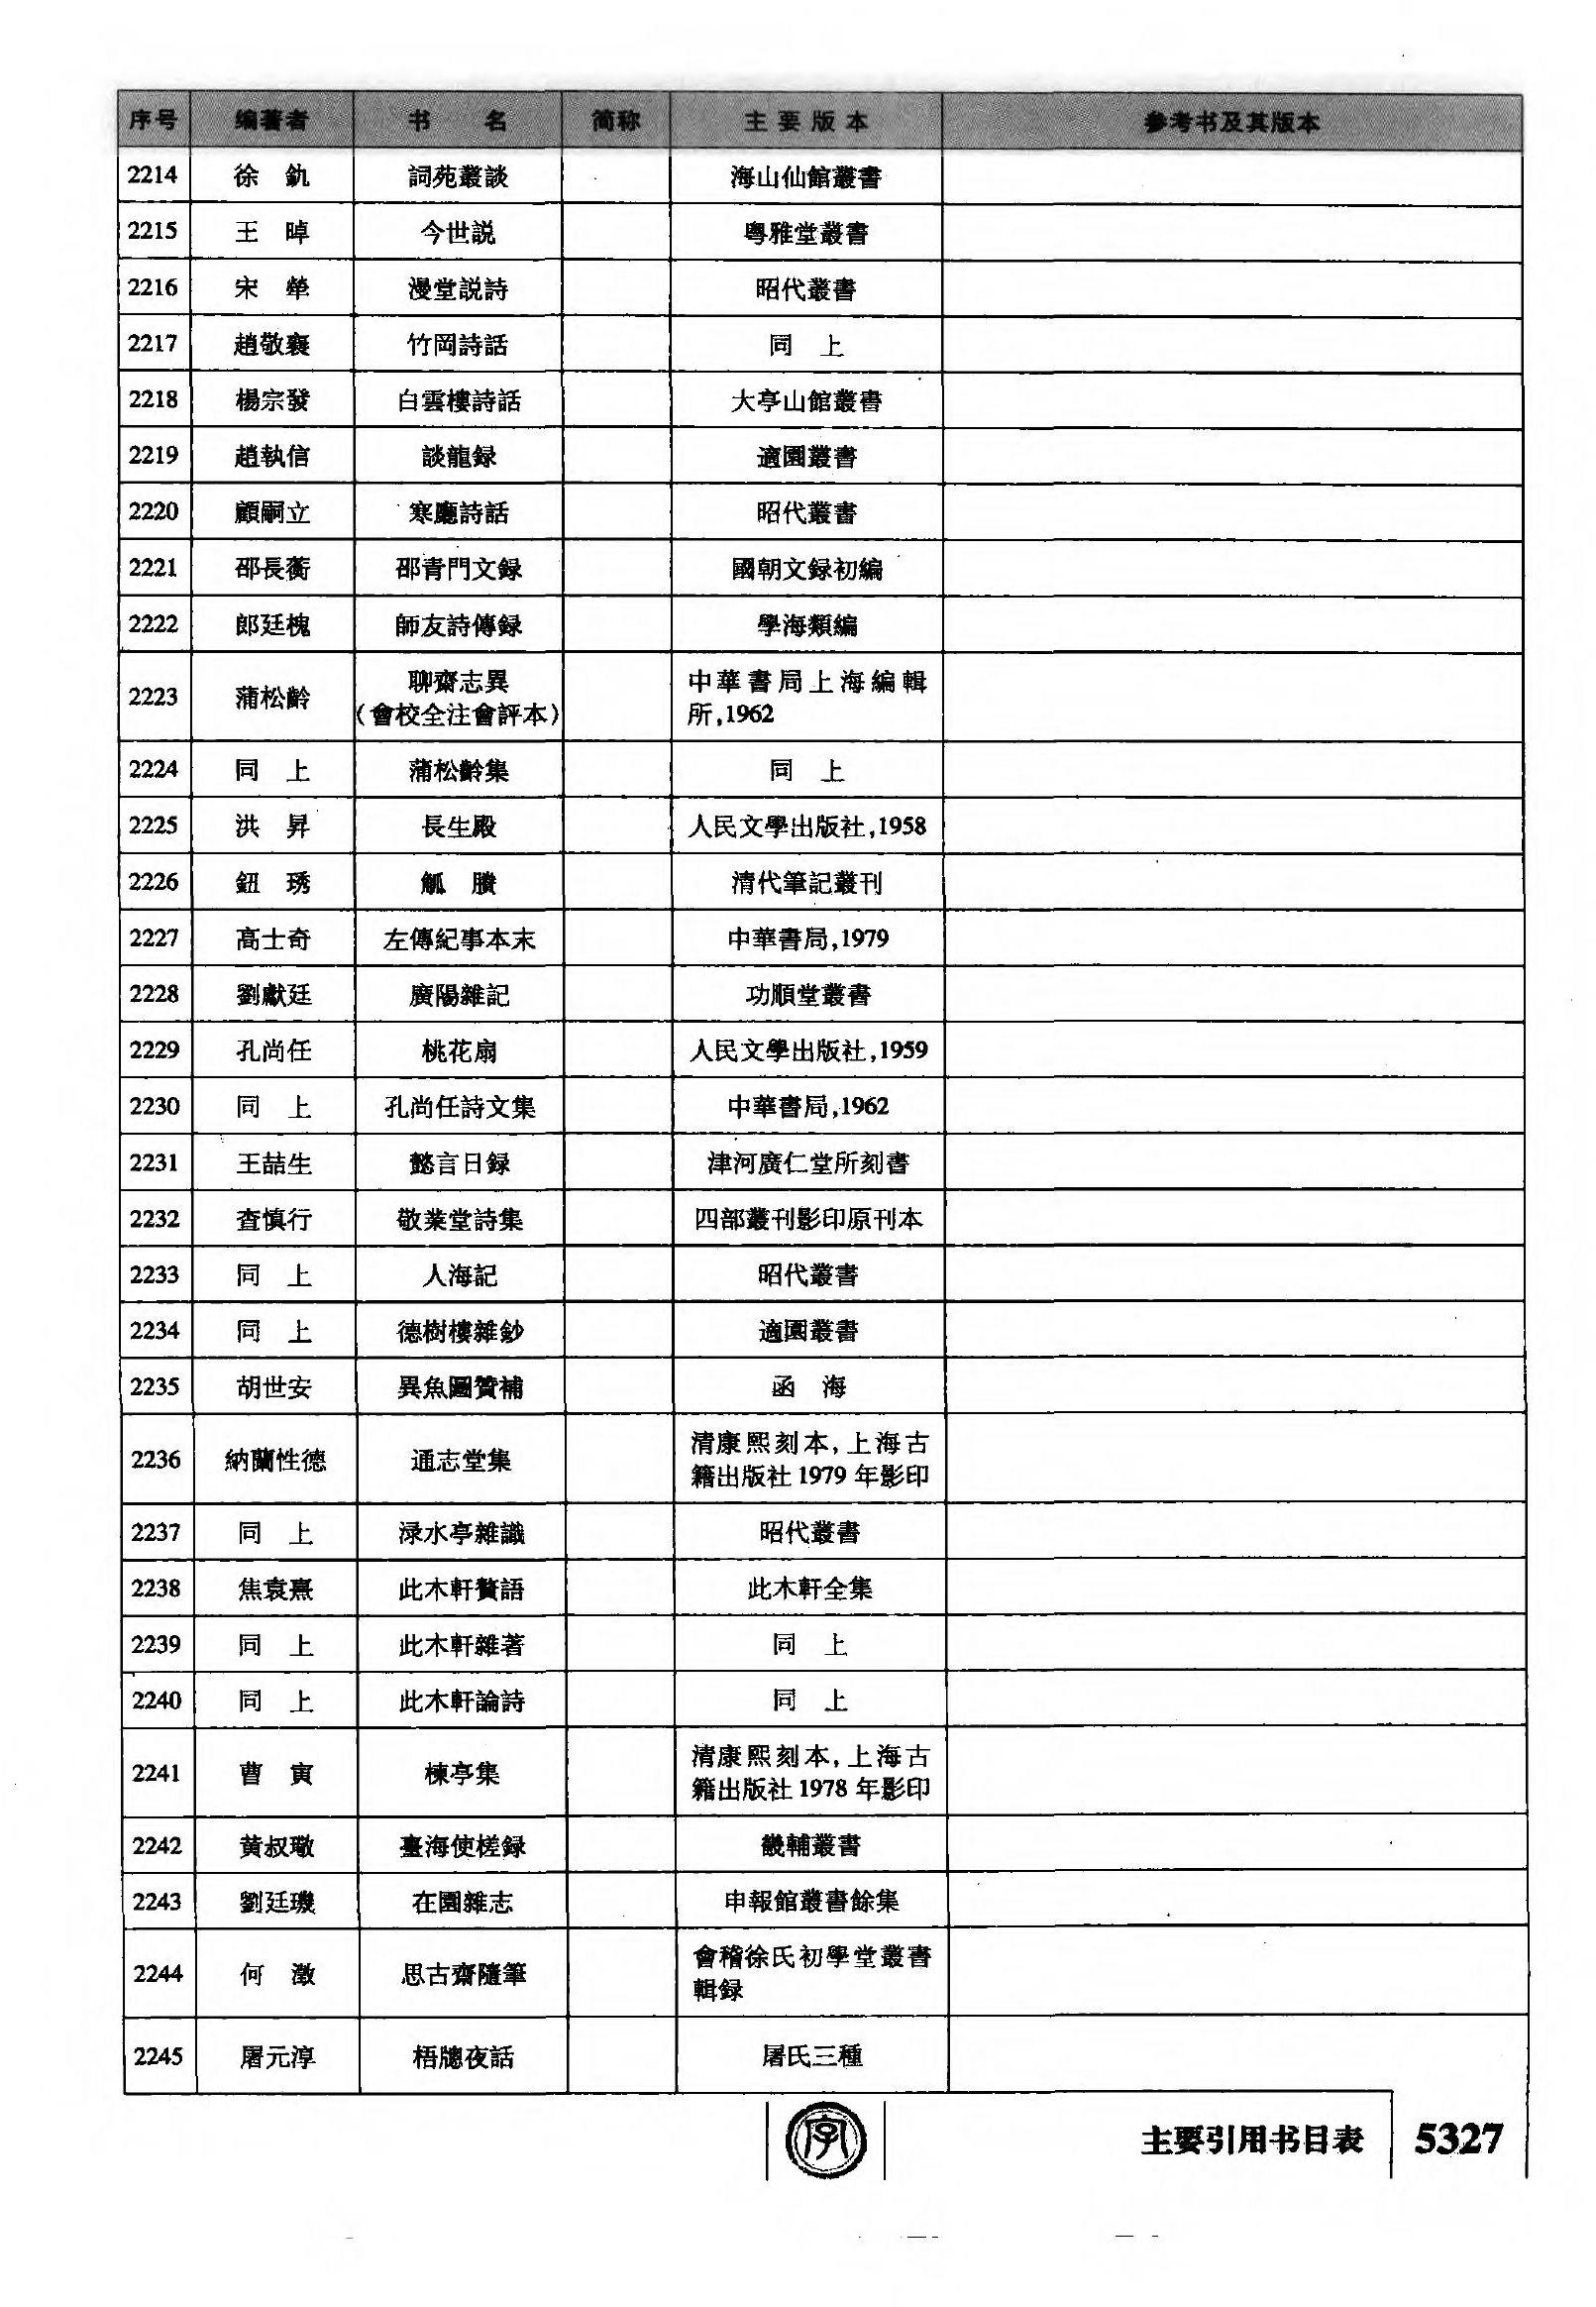 序号 编著者 书 名 简称 主要版本 参考书及其版本
2214 徐 釚 詞苑叢談 海山仙館叢書
2215 王 晫 今世説 粤雅堂叢書
2216 宋 犖 漫堂説詩 昭代叢書
2217 趙敬襄 竹岡詩話 同 上
2218 楊宗發 白雲樓詩話 大亭山館叢書
2219 趙執信 談龍録 適園叢書
2220 顧嗣立 寒廳詩話 昭代叢書
2221 邵長蘅 邵青門文録 國朝文録初編
2222 郎廷槐 師友詩傳録 學海類編
2223 蒲松齡 聊齋志異 中華書局上海編輯
（會校全注會評本） 所,1962
2224 同 上 蒲松齡集 同 上
2225 洪 昇 長生殿 人民文學出版社,1958
2226 鈕 琇 觚 賸 清代筆記叢刊
2227 高士奇 左傳紀事本末 中華書局,1979
2228 劉獻廷 廣陽雜記 功順堂叢書
2229 孔尚任 桃花扇 人民文學出版社,1959
2230 同 上 孔尚任詩文集 中華書局,1962
2231 王喆生 懿言日録 津河廣仁堂所刻書
2232 查慎行 敬業堂詩集 四部叢刊影印原刊本
2233 同 上 人海記 昭代叢書
2234 同 上 德樹樓雜鈔 適園叢書
2235 胡世安 異魚圖贊補 函 海
2236 納蘭性德 通志堂集 清康熙刻本,上海古
籍出版社1979年影印
2237 同 上 渌水亭雜識 昭代叢書
2238 焦袁熹 此木軒贅語 此木軒全集
2239 同 上 此木軒雜著 同 上
2240 同 上 此木軒論詩 同 上
2241 曹 寅 楝亭集 清康熙刻本,上海古
籍出版社1978年影印
2242 黄叔璥 臺海使槎録 畿輔叢書
2243 劉廷璣 在園雜志 申報館叢書餘集
2244 何 澂 思古齋隨筆 會稽徐氏初學堂叢書
輯録
2245 屠元淳 梧牕夜話 屠氏三種
字 主要引用书目表 5327